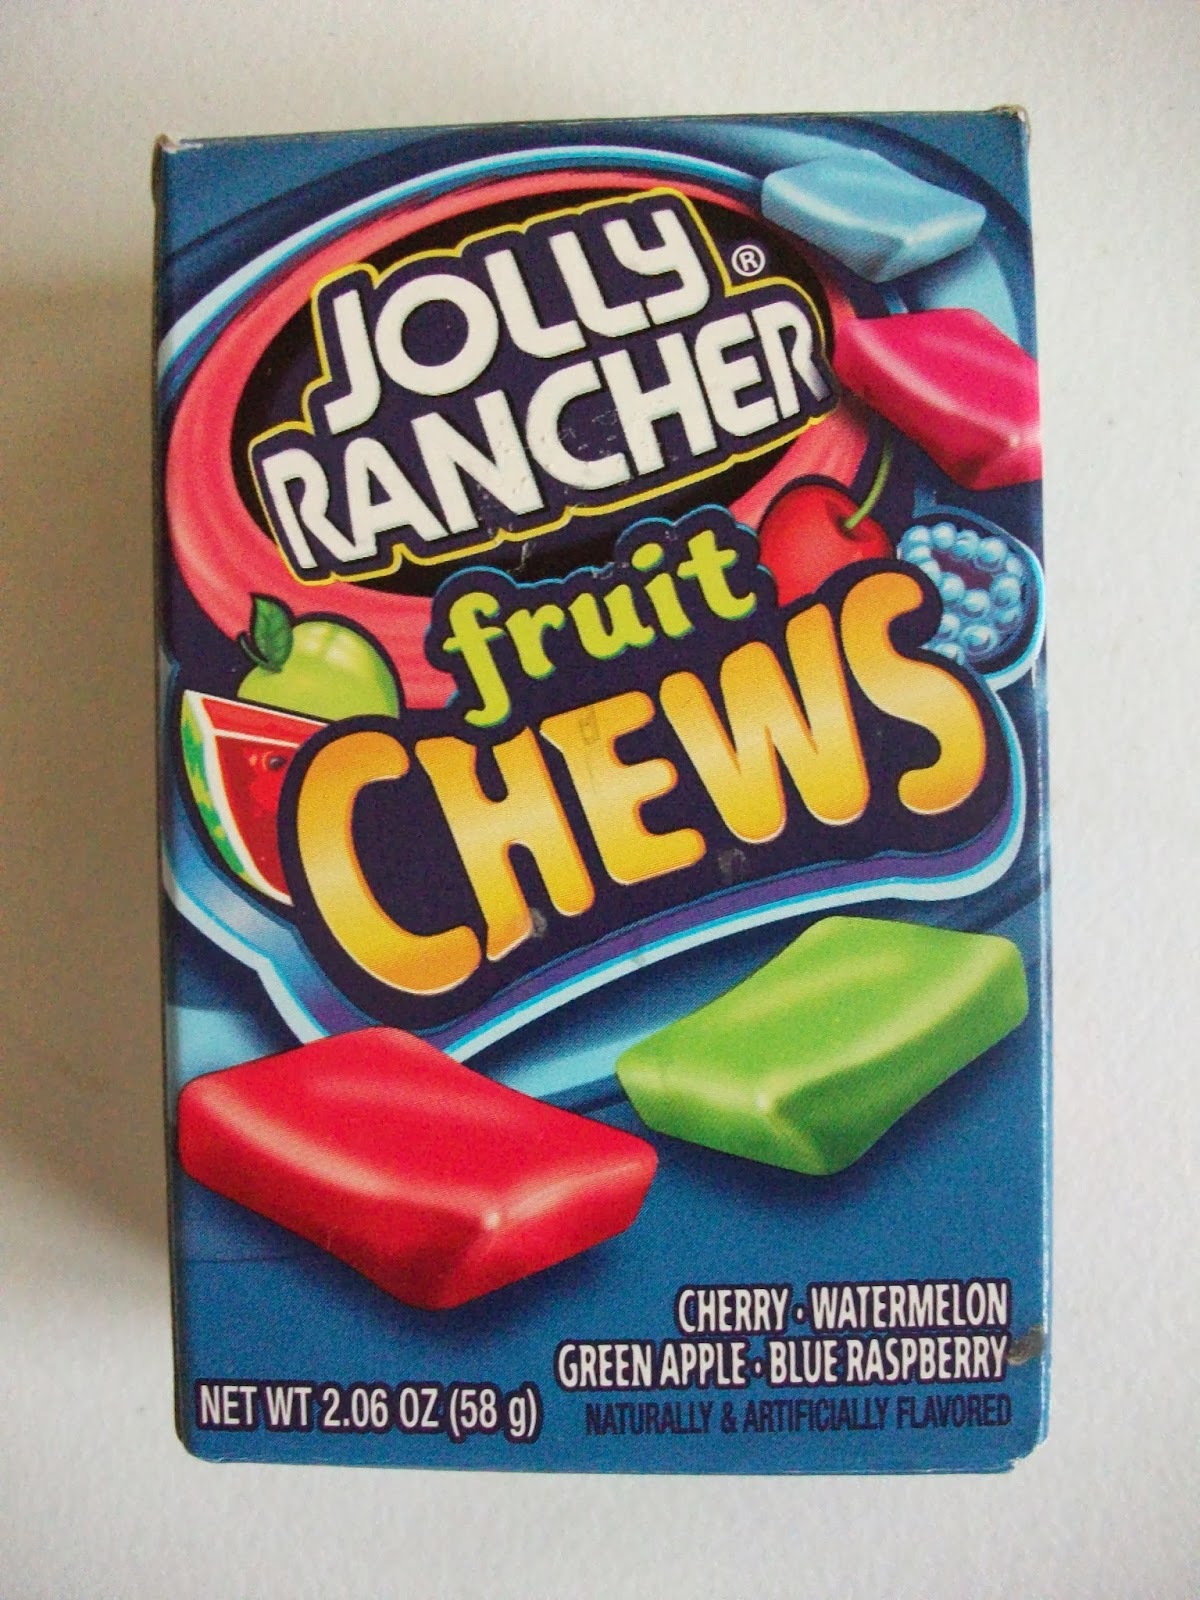 JOLLY ®
RANCHER
fruit
CHEWS
CHERRY • WATERMELON
GREEN APPLE • BLUE RASPBERRY
NET WT 2.06 OZ (58 g)
NATURALLY & ARTIFICIALLY FLAVORED